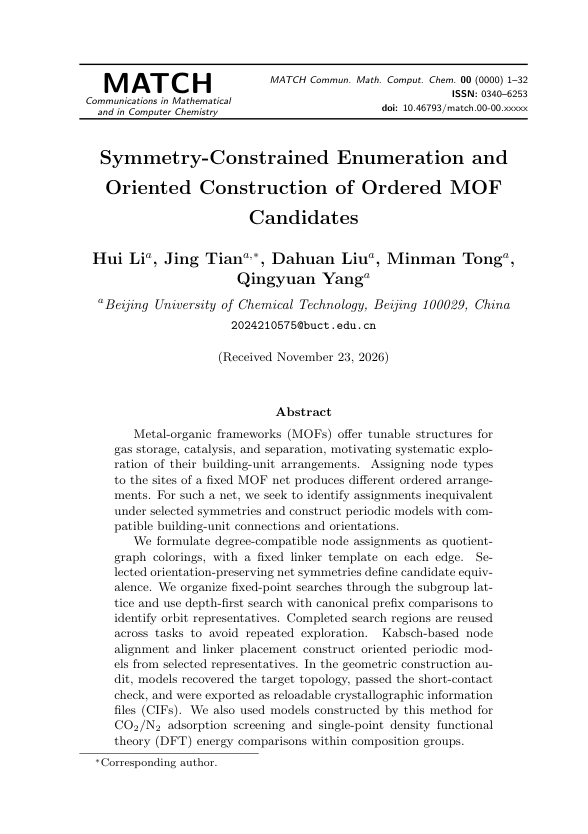 MATCH
Communications in Mathematical
and in Computer Chemistry
MATCH Commun. Math. Comput. Chem. 00 (0000) 1–32
ISSN: 0340–6253
doi: 10.46793/match.00-00.xxxxx
Symmetry-Constrained Enumeration and
Oriented Construction of Ordered MOF
Candidates
Hui Liᵃ, Jing Tianᵃ,*, Dahuan Liuᵃ, Minman Tongᵃ,
Qingyuan Yangᵃ
ᵃBeijing University of Chemical Technology, Beijing 100029, China
2024210575@buct.edu.cn
(Received November 23, 2026)
Abstract
Metal-organic frameworks (MOFs) offer tunable structures for
gas storage, catalysis, and separation, motivating systematic explo-
ration of their building-unit arrangements. Assigning node types
to the sites of a fixed MOF net produces different ordered arrange-
ments. For such a net, we seek to identify assignments inequivalent
under selected symmetries and construct periodic models with com-
patible building-unit connections and orientations.
We formulate degree-compatible node assignments as quotient-
graph colorings, with a fixed linker template on each edge. Se-
lected orientation-preserving net symmetries define candidate equiv-
alence. We organize fixed-point searches through the subgroup lat-
tice and use depth-first search with canonical prefix comparisons to
identify orbit representatives. Completed search regions are reused
across tasks to avoid repeated exploration. Kabsch-based node
alignment and linker placement construct oriented periodic mod-
els from selected representatives. In the geometric construction au-
dit, models recovered the target topology, passed the short-contact
check, and were exported as reloadable crystallographic information
files (CIFs). We also used models constructed by this method for
CO₂/N₂ adsorption screening and single-point density functional
theory (DFT) energy comparisons within composition groups.
*Corresponding author.